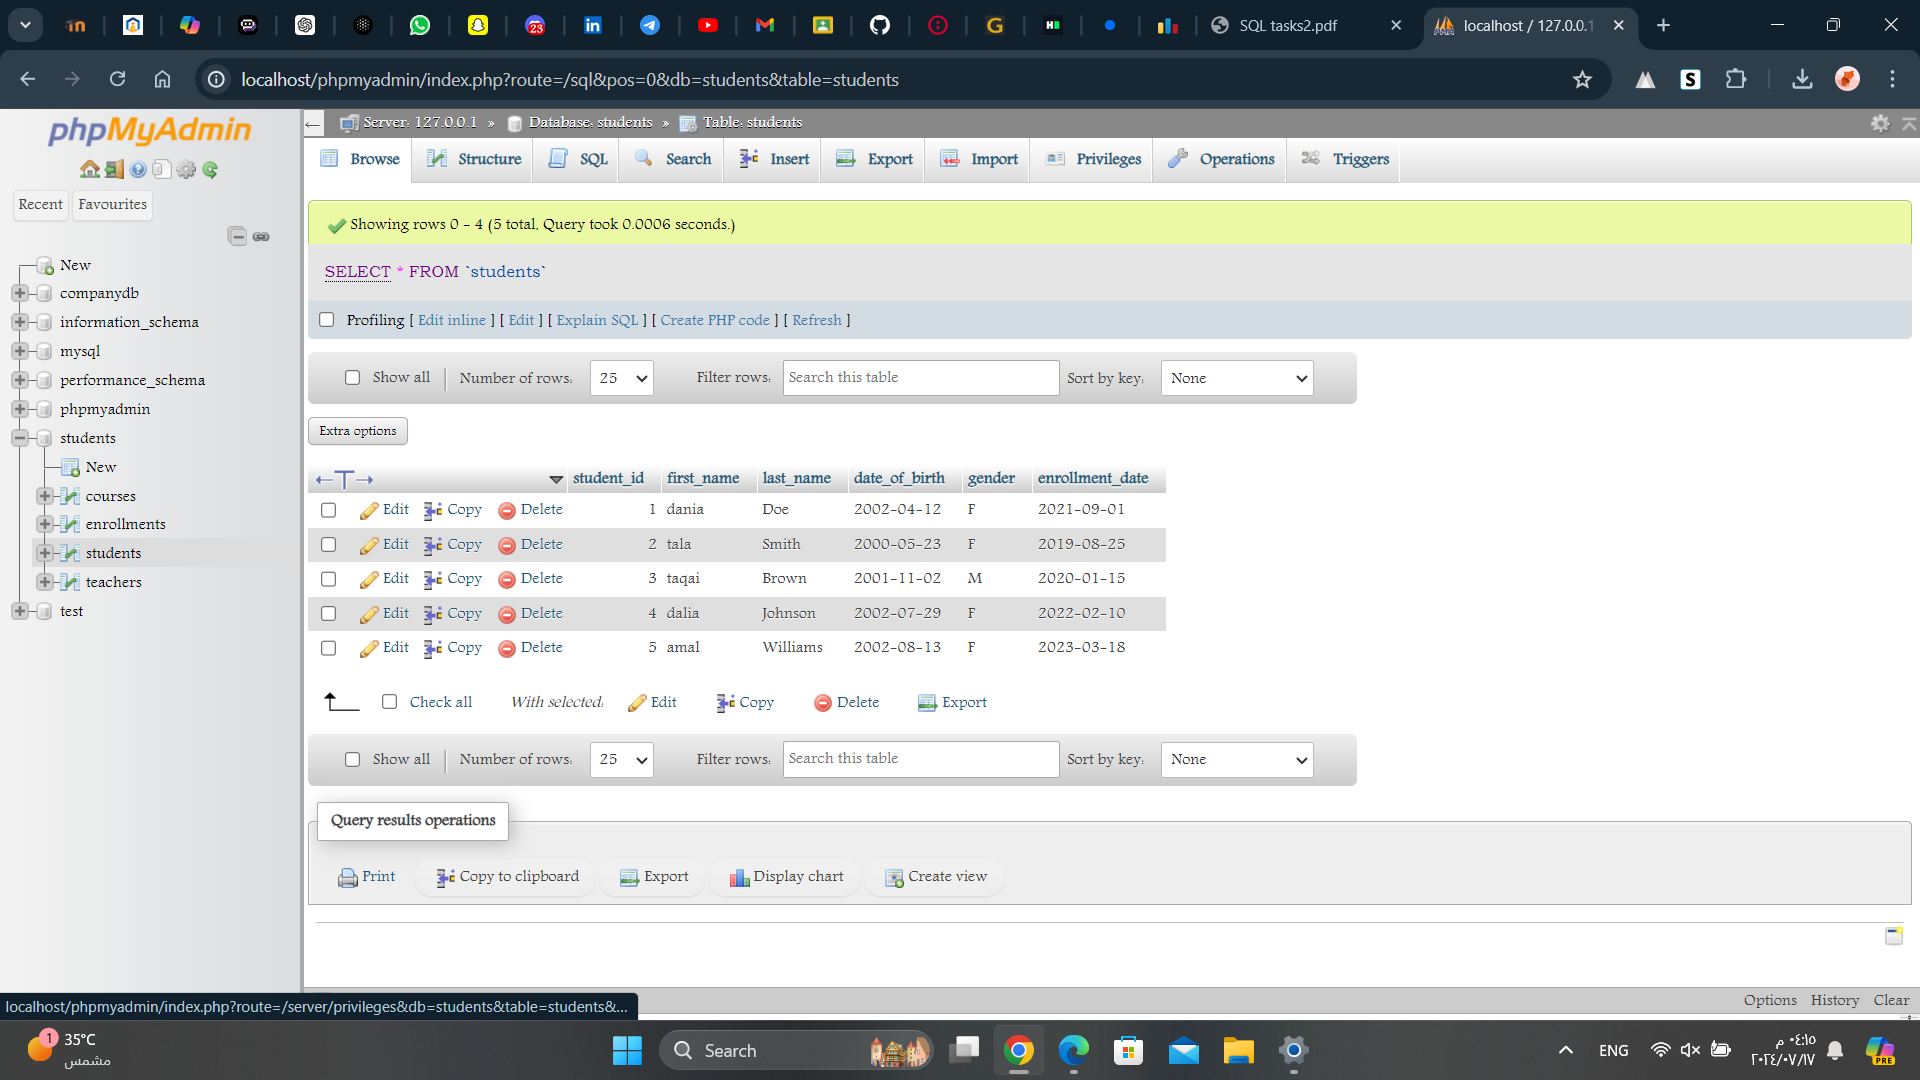 SQL tasks2.pdf
localhost / 127.0.0.1
localhost/phpmyadmin/index.php?route=/sql&pos=0&db=students&table=students
phpMyAdmin
Recent
Favourites
New
companydb
information_schema
mysql
performance_schema
phpmyadmin
students
New
courses
enrollments
students
teachers
test
Server: 127.0.0.1 » Database: students » Table: students
Browse Structure SQL Search Insert Export Import Privileges Operations Triggers
Showing rows 0 - 4 (5 total, Query took 0.0006 seconds.)
SELECT * FROM `students`
Profiling [ Edit inline ] [ Edit ] [ Explain SQL ] [ Create PHP code ] [ Refresh ]
Show all Number of rows: 25 Filter rows: Search this table Sort by key: None
Extra options
←T→ student_id first_name last_name date_of_birth gender enrollment_date
Edit Copy Delete 1 dania Doe 2002-04-12 F 2021-09-01
Edit Copy Delete 2 tala Smith 2000-05-23 F 2019-08-25
Edit Copy Delete 3 taqai Brown 2001-11-02 M 2020-01-15
Edit Copy Delete 4 dalia Johnson 2002-07-29 F 2022-02-10
Edit Copy Delete 5 amal Williams 2002-08-13 F 2023-03-18
Check all With selected: Edit Copy Delete Export
Show all Number of rows: 25 Filter rows: Search this table Sort by key: None
Query results operations
Print Copy to clipboard Export Display chart Create view
localhost/phpmyadmin/index.php?route=/server/privileges&db=students&table=students&...
Options History Clear
1
35°C
مشمس
Search
ENG
٠٤:١٥ م
٢٠٢٤/٠٧/١٧
PRE
23